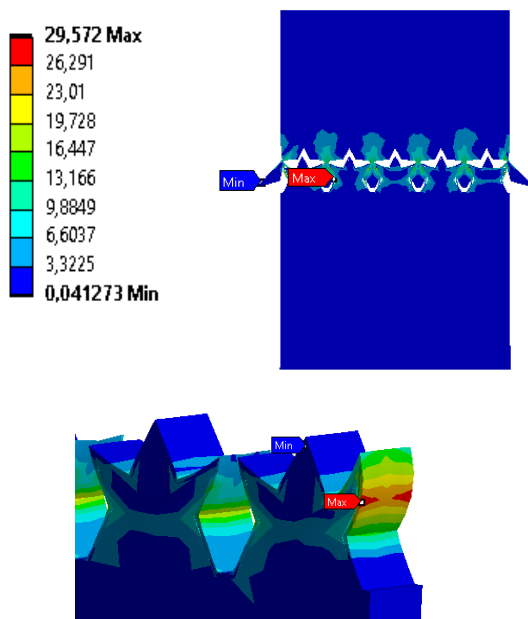 29,572 Max
26,291
23,01
19,728
16,447
13,166
9,8849
6,6037
3,3225
0,041273 Min
Min
Max
Min
Max